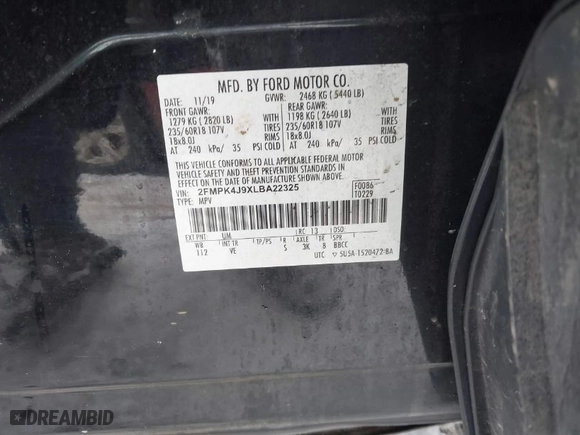 MFD. BY FORD MOTOR CO.
DATE: 11/19 GVWR: 2468 KG ( 5440 LB)
FRONT GAWR: REAR GAWR:
1279 KG ( 2820 LB) WITH 1198 KG ( 2640 LB) WITH
235/60R18 107V TIRES 235/60R18 107V TIRES
18x8.0J RIMS 18x8.0J RIMS
AT 240 kPa/ 35 PSI COLD AT 240 kPa/ 35 PSI COLD
THIS VEHICLE CONFORMS TO ALL APPLICABLE FEDERAL MOTOR
VEHICLE SAFETY AND THEFT PREVENTION STANDARDS IN EFFECT
ON THE DATE OF MANUFACTURE SHOWN ABOVE.
VIN: 2FMPK4J9XLBA22325 F0086
TYPE: MPV T0229
EXT PNT: UM RC: 13 DSO:
WB INT TR TP/PS R AXLE TR SPR
112 VE S 3K B BBCC
UTC 5USA-1520472-BA
DREAMBID